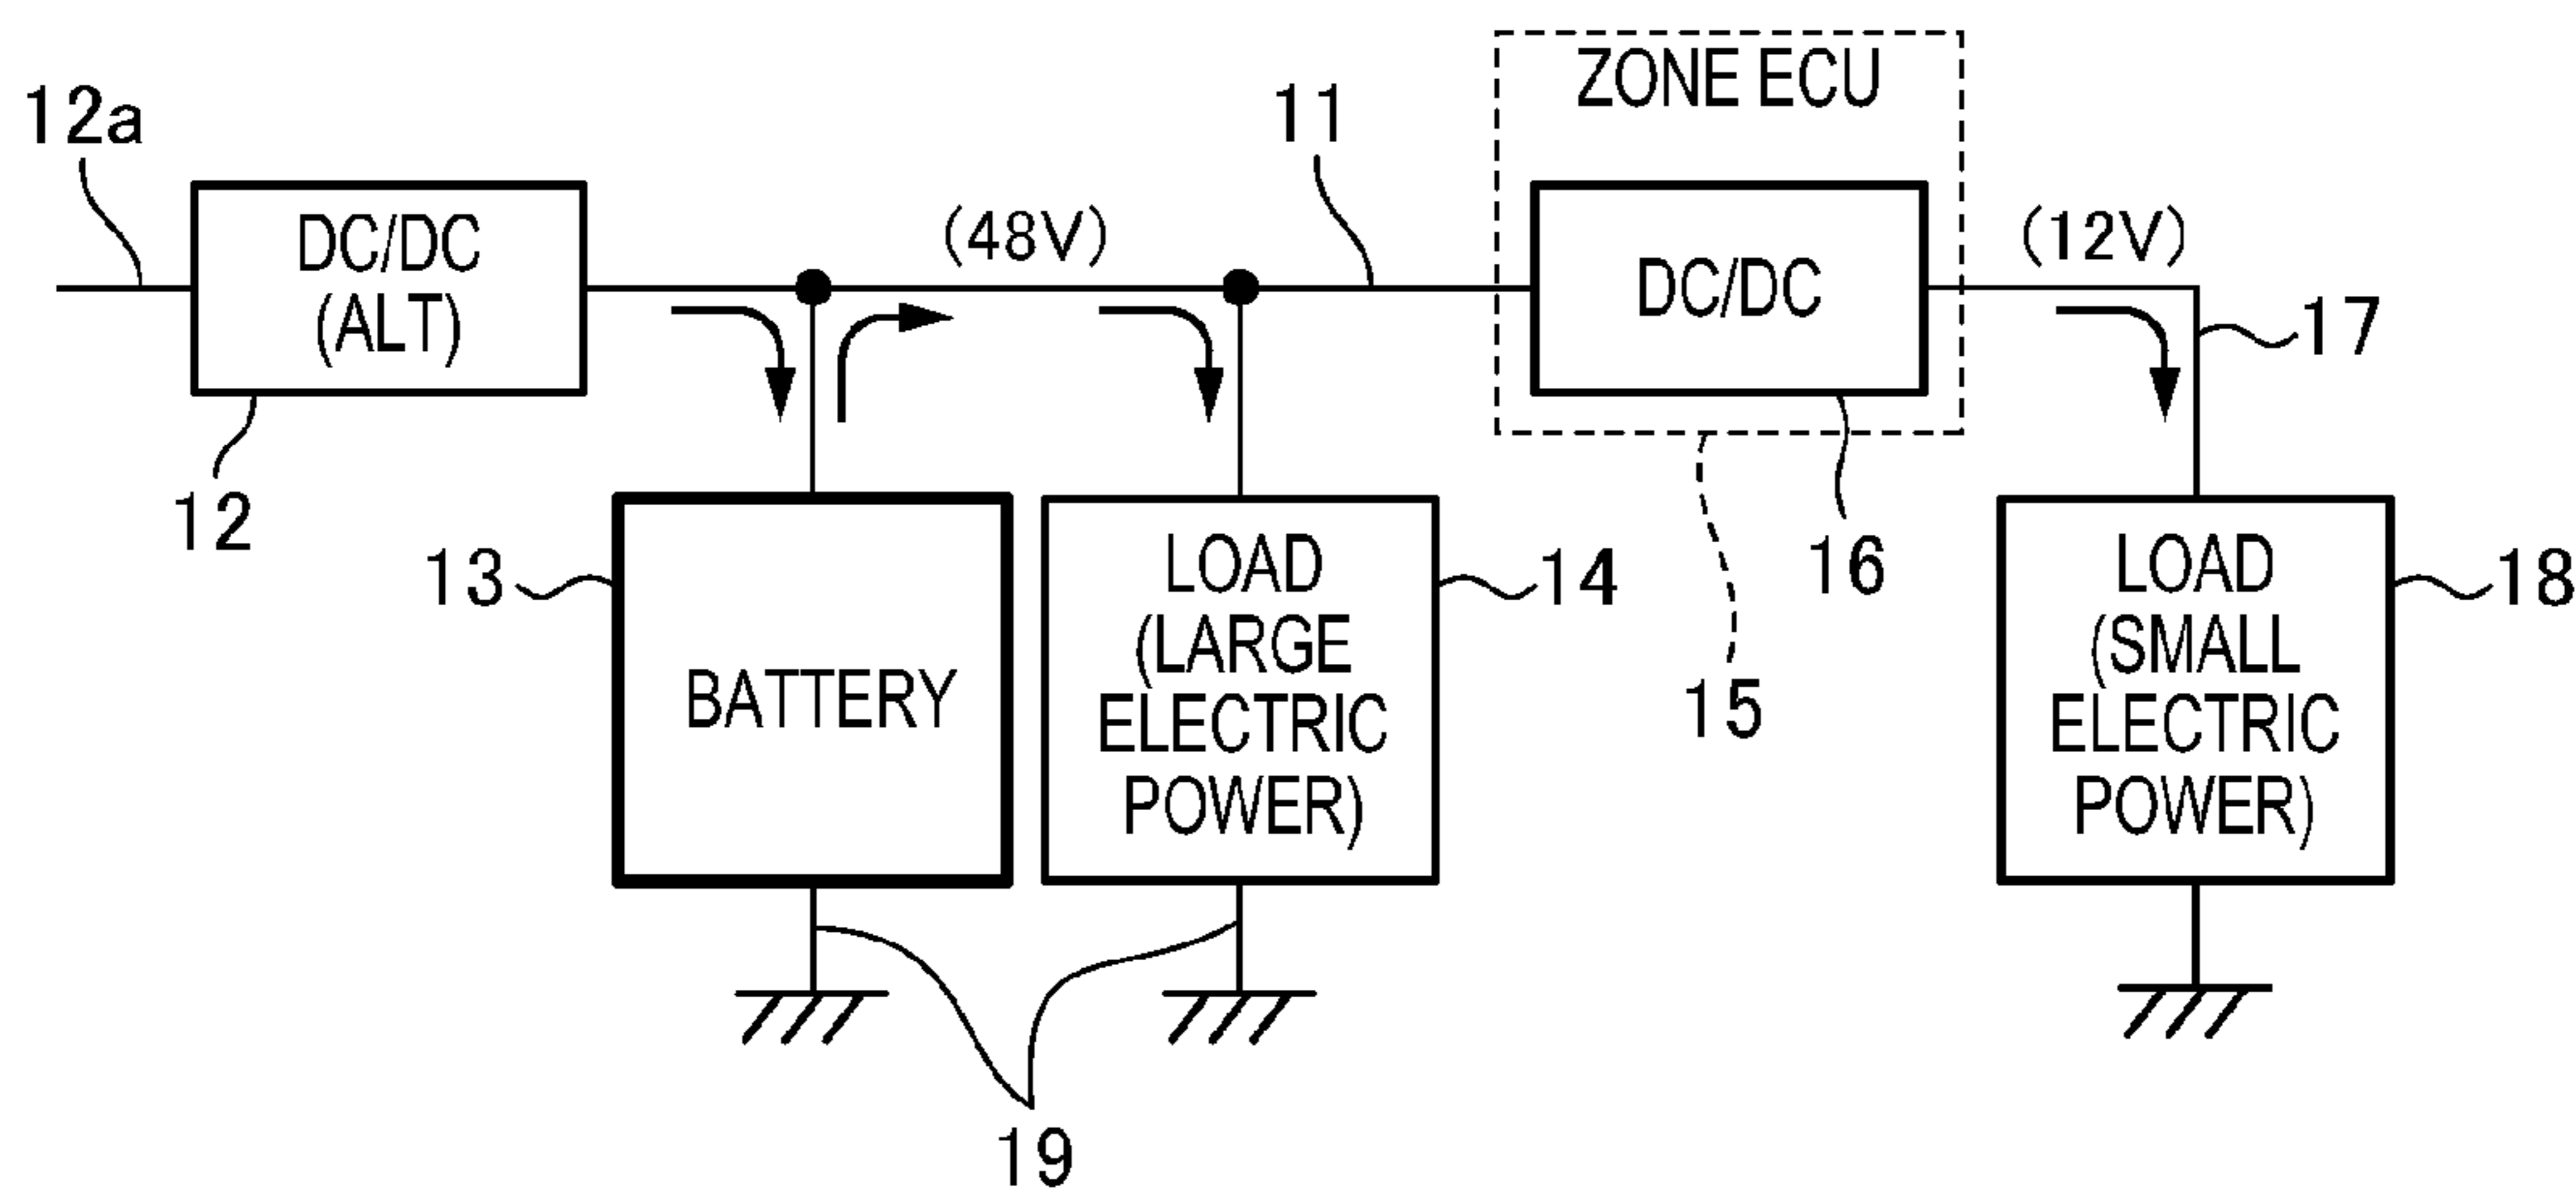 ZONE ECU
12a
11
DC/DC
(ALT)
(48V)
DC/DC
(12V)
17
12
13
BATTERY
LOAD
(LARGE
ELECTRIC
POWER)
14
15
16
LOAD
(SMALL
ELECTRIC
POWER)
18
19